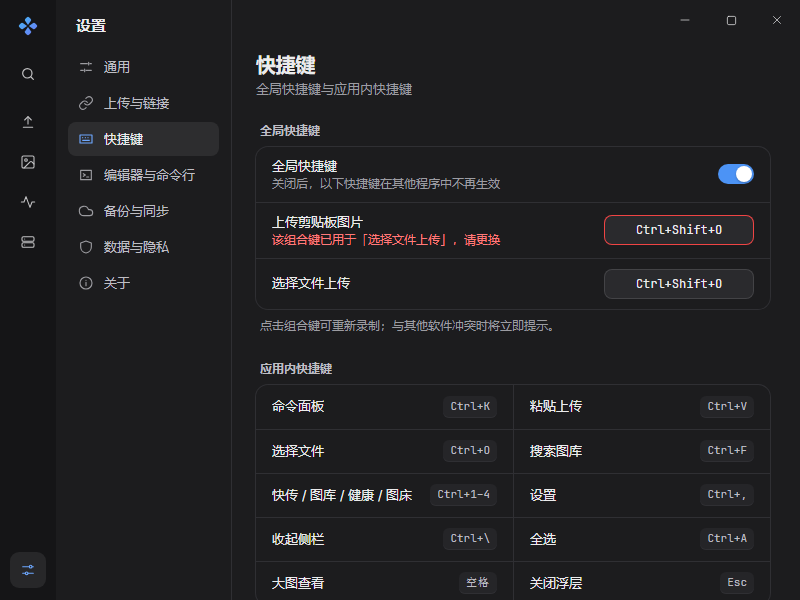 设置
通用
上传与链接
快捷键
编辑器与命令行
备份与同步
数据与隐私
关于
快捷键
全局快捷键与应用内快捷键
全局快捷键
全局快捷键
关闭后，以下快捷键在其他程序中不再生效
上传剪贴板图片
该组合键已用于「选择文件上传」，请更换
Ctrl+Shift+O
选择文件上传
Ctrl+Shift+O
点击组合键可重新录制；与其他软件冲突时将立即提示。
应用内快捷键
命令面板 Ctrl+K
粘贴上传 Ctrl+V
选择文件 Ctrl+O
搜索图库 Ctrl+F
快传 / 图库 / 健康 / 图床 Ctrl+1-4
设置 Ctrl+,
收起侧栏 Ctrl+\
全选 Ctrl+A
大图查看 空格
关闭浮层 Esc